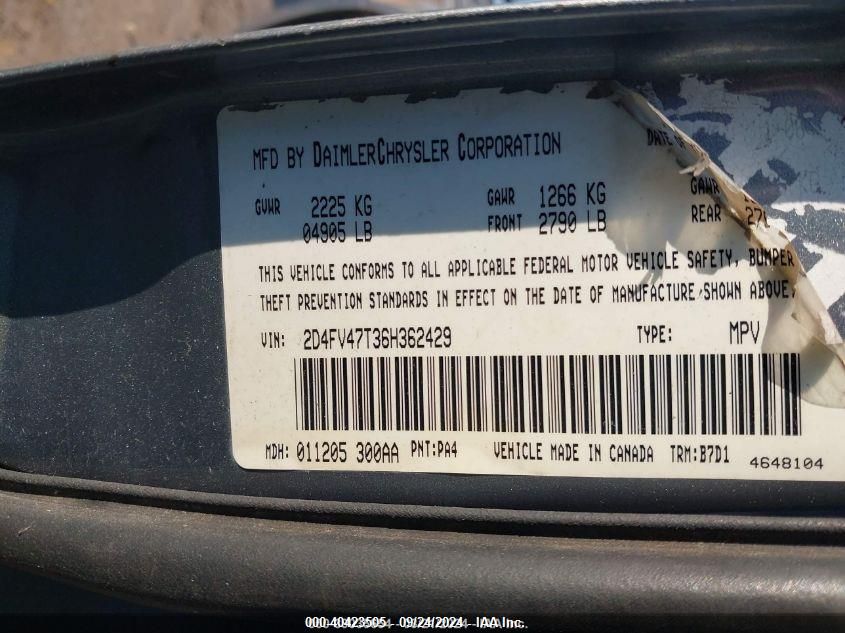 MFD BY DAIMLERCHRYSLER CORPORATION DATE OF
GVWR 2225 KG GAWR 1266 KG GAWR
04905 LB FRONT 2790 LB REAR
THIS VEHICLE CONFORMS TO ALL APPLICABLE FEDERAL MOTOR VEHICLE SAFETY, BUMPER
THEFT PREVENTION STANDARDS IN EFFECT ON THE DATE OF MANUFACTURE SHOWN ABOVE.
VIN: 2D4FV47T36H362429 TYPE: MPV
MDH: 011205 300AA PNT:PA4 VEHICLE MADE IN CANADA TRM:B7D1 4648104
000-40423505 - 09/24/2024 - IAA Inc.